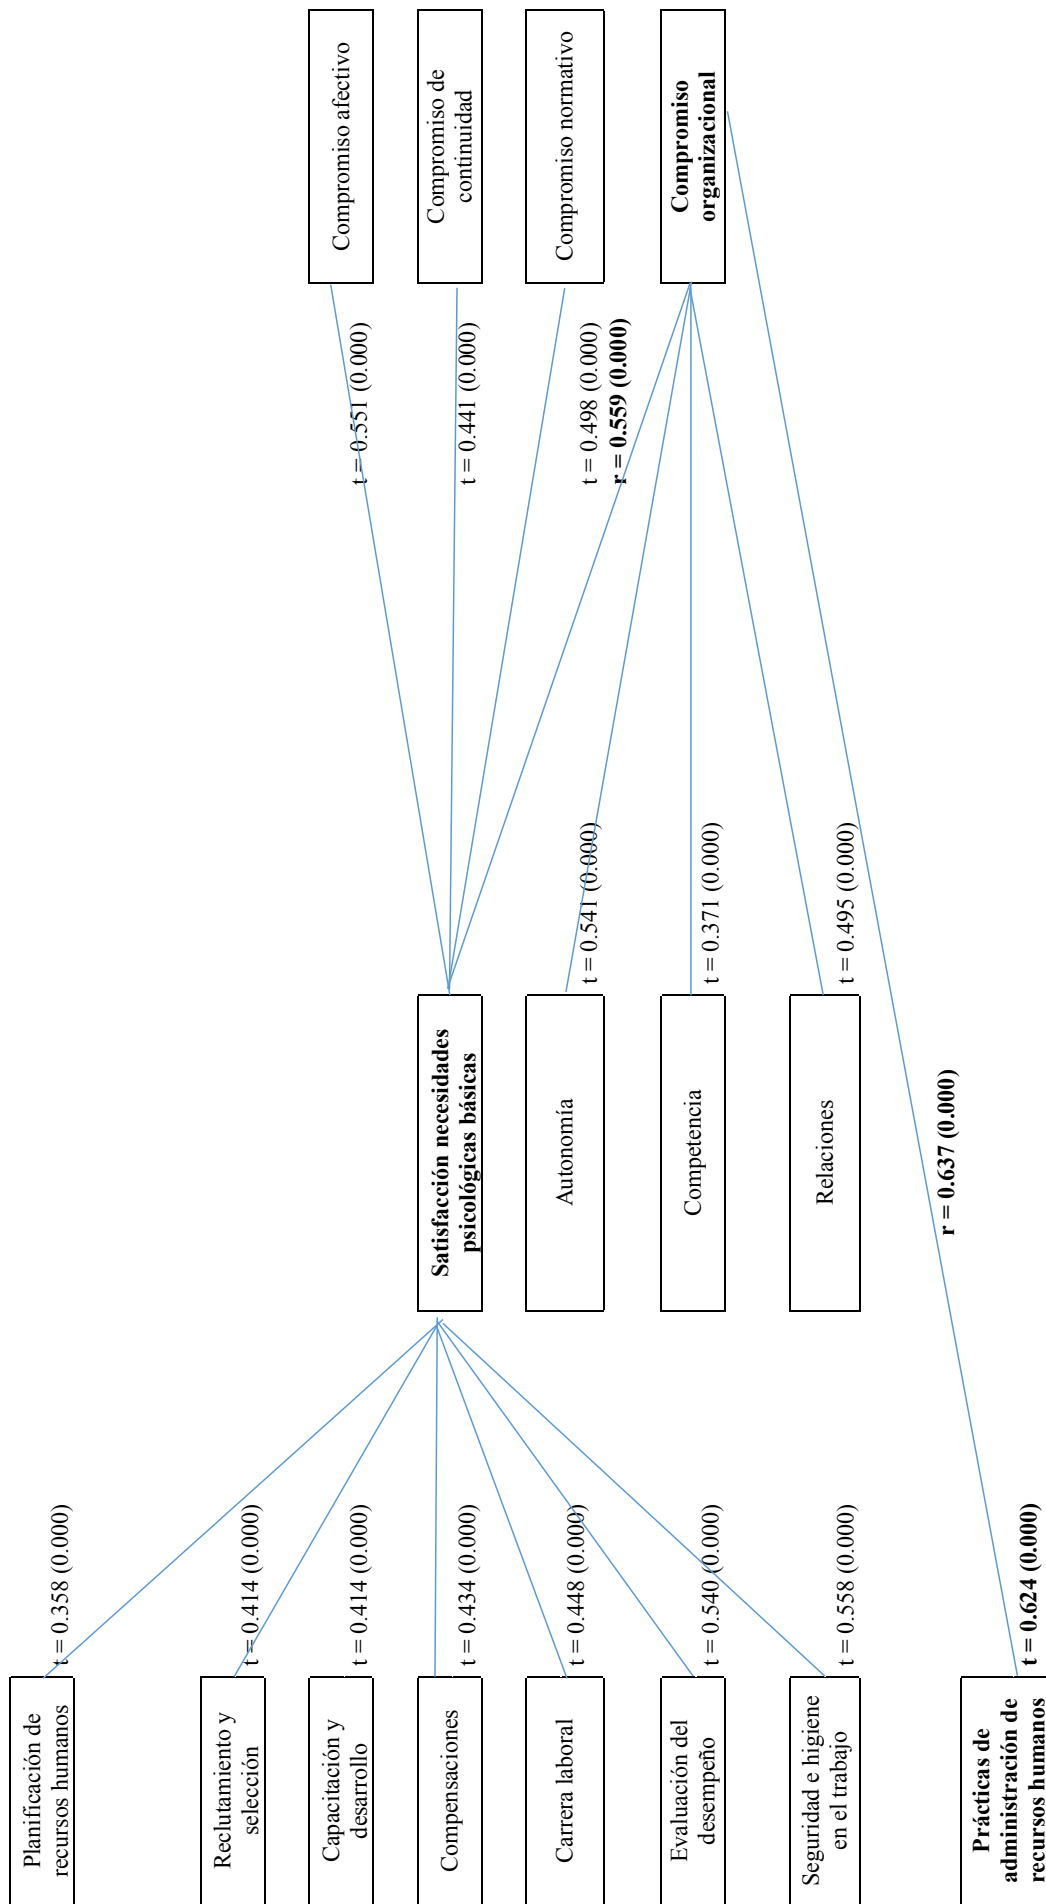 Planificación de
recursos humanos
t = 0.358 (0.000)
Reclutamiento y
selección
t = 0.414 (0.000)
Capacitación y
desarrollo
t = 0.414 (0.000)
Compensaciones
t = 0.434 (0.000)
Carrera laboral
t = 0.448 (0.000)
Evaluación del
desempeño
t = 0.540 (0.000)
Seguridad e higiene
en el trabajo
t = 0.558 (0.000)
Prácticas de
administración de
recursos humanos
t = 0.624 (0.000)
r = 0.637 (0.000)
Satisfacción necesidades
psicológicas básicas
Autonomía
t = 0.541 (0.000)
Competencia
t = 0.371 (0.000)
Relaciones
t = 0.495 (0.000)
Compromiso afectivo
t = 0.551 (0.000)
Compromiso de
continuidad
t = 0.441 (0.000)
Compromiso normativo
t = 0.498 (0.000)
r = 0.559 (0.000)
Compromiso
organizacional